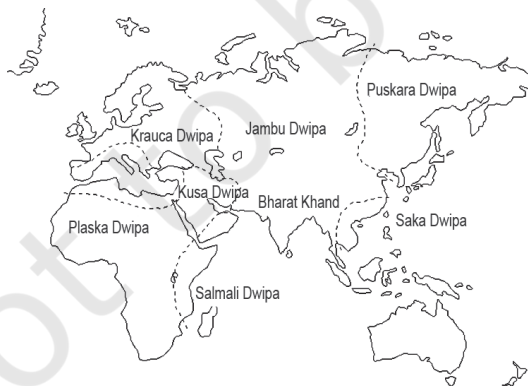 Puskara Dwipa
Krauca Dwipa
Jambu Dwipa
Kusa Dwipa
Bharat Khand
Plaska Dwipa
Saka Dwipa
Salmali Dwipa